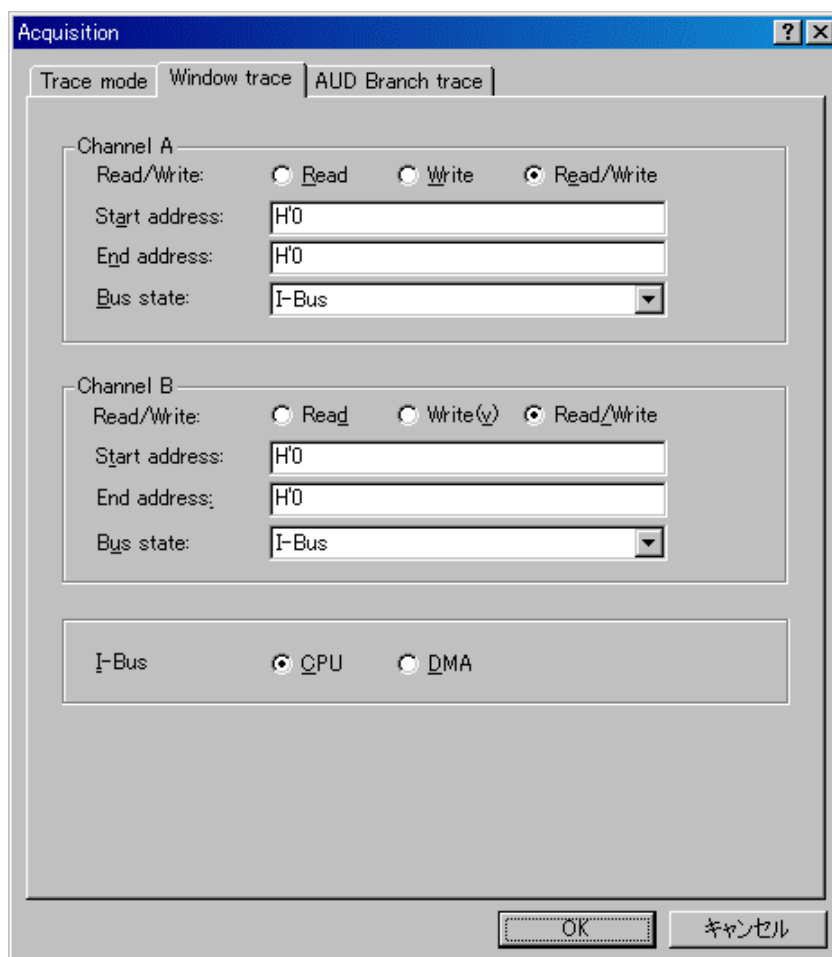 Acquisition
Trace mode Window trace AUD Branch trace
Channel A
Read/Write: Read Write Read/Write
Start address: H'0
End address: H'0
Bus state: I-Bus
Channel B
Read/Write: Read Write(v) Read/Write
Start address: H'0
End address: H'0
Bus state: I-Bus
I-Bus CPU DMA
OK キャンセル